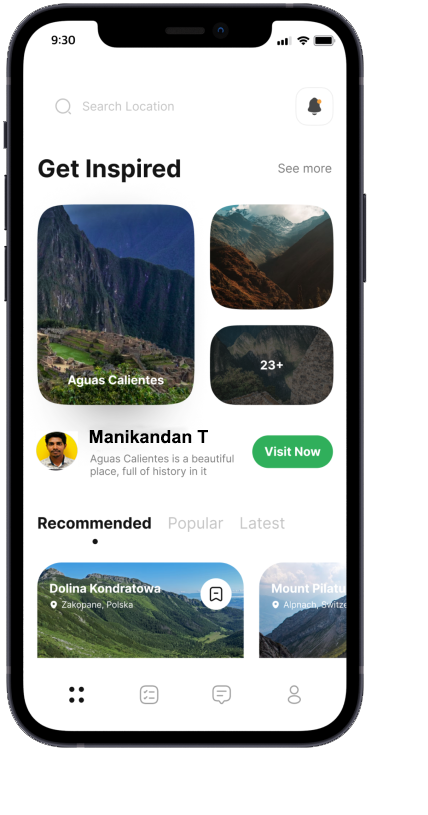 9:30
Search Location
Get Inspired
See more
Aguas Calientes
23+
Manikandan T
Aguas Calientes is a beautiful
place, full of history in it
Visit Now
Recommended Popular Latest
Dolina Kondratowa
Zakopane, Polska
Mount Pilatu
Alpnach, Switze